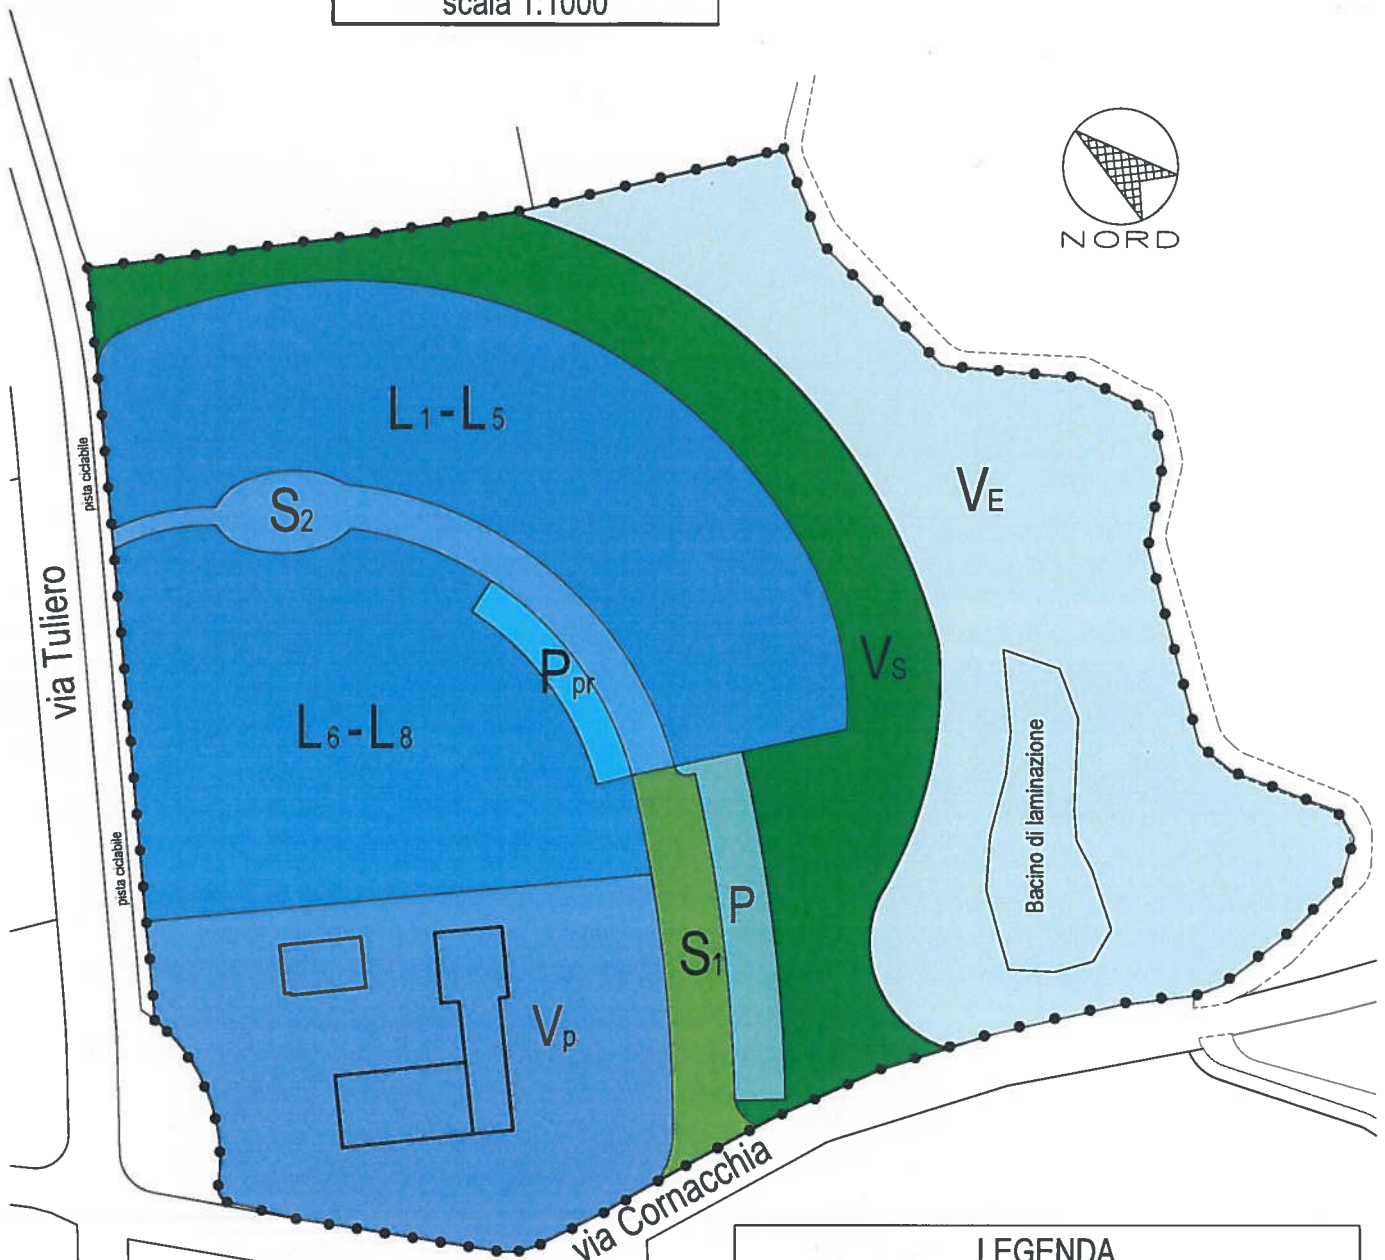 scala 1:1000
NORD
L1-L5
pista ciclabile
VE
S2
via Tuliero
VS
Ppr
L6-L8
Bacino di laminazione
pista ciclabile
P
S1
Vp
via Cornacchia
LEGENDA